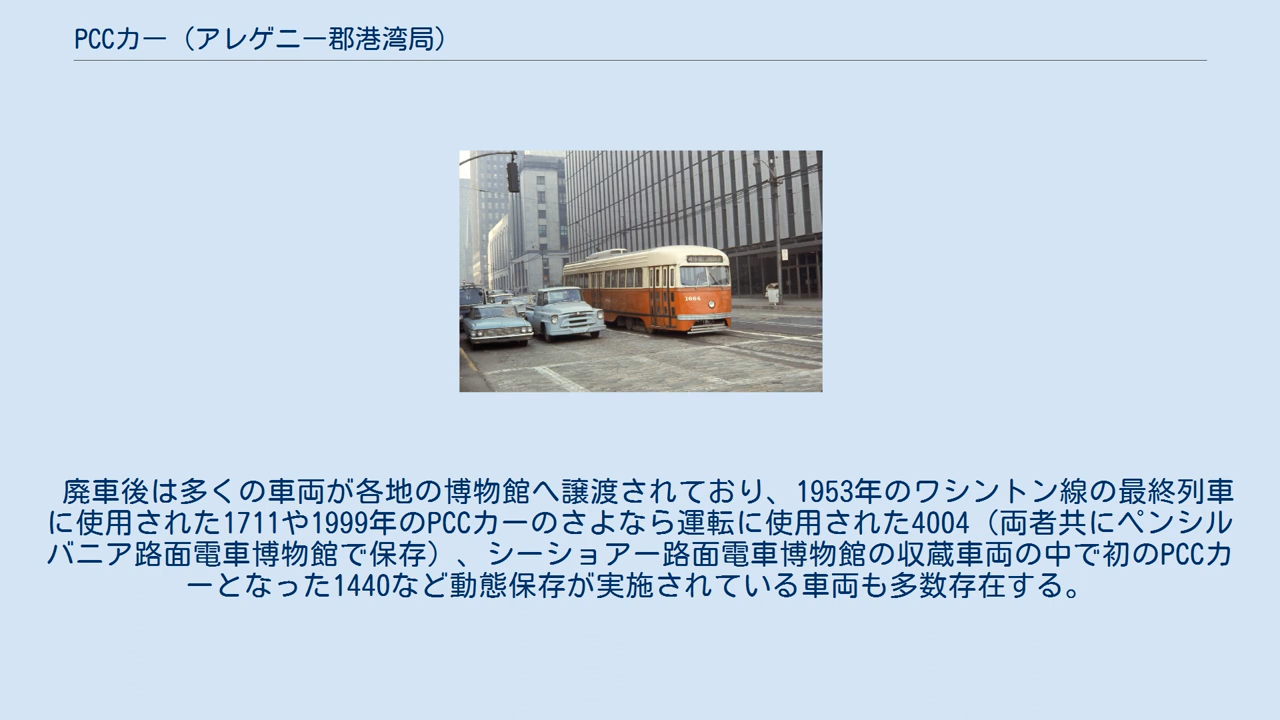 PCCカー（アレゲニー郡港湾局）
廃車後は多くの車両が各地の博物館へ譲渡されており、1953年のワシントン線の最終列車
に使用された1711や1999年のPCCカーのさよなら運転に使用された4004（両者共にペンシル
バニア路面電車博物館で保存）、シーショアー路面電車博物館の収蔵車両の中で初のPCCカ
ーとなった1440など動態保存が実施されている車両も多数存在する。